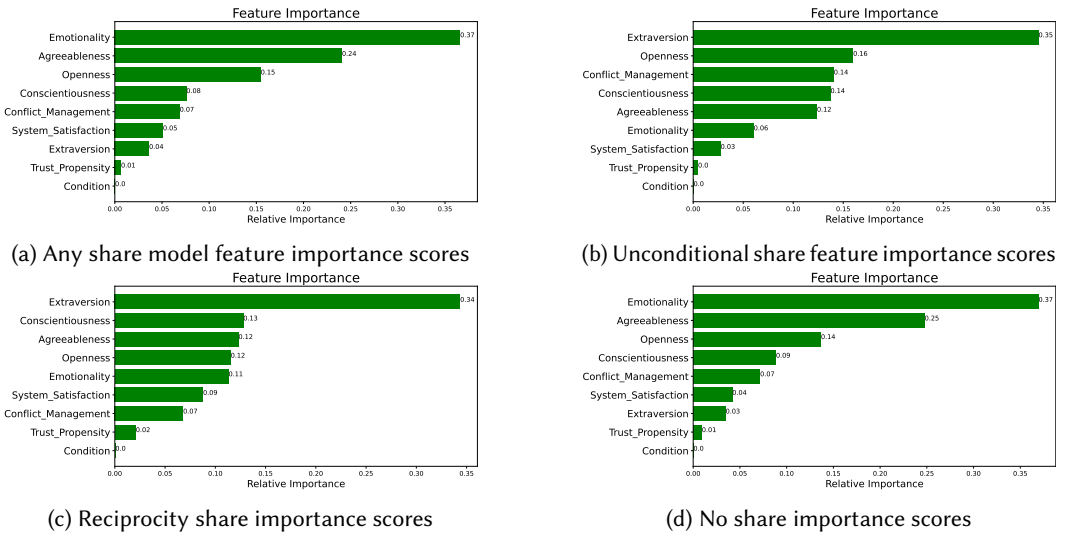 Feature Importance
Emotionality 0.37
Agreeableness 0.24
Openness 0.15
Conscientiousness 0.08
Conflict_Management 0.07
System_Satisfaction 0.05
Extraversion 0.04
Trust_Propensity 0.01
Condition 0.0
0.00 0.05 0.10 0.15 0.20 0.25 0.30 0.35
Relative Importance
(a) Any share model feature importance scores
Feature Importance
Extraversion 0.35
Openness 0.16
Conflict_Management 0.14
Conscientiousness 0.14
Agreeableness 0.12
Emotionality 0.06
System_Satisfaction 0.03
Trust_Propensity 0.0
Condition 0.0
0.00 0.05 0.10 0.15 0.20 0.25 0.30 0.35
Relative Importance
(b) Unconditional share feature importance scores
Feature Importance
Extraversion 0.34
Conscientiousness 0.13
Agreeableness 0.12
Openness 0.12
Emotionality 0.11
System_Satisfaction 0.09
Conflict_Management 0.07
Trust_Propensity 0.02
Condition 0.0
0.00 0.05 0.10 0.15 0.20 0.25 0.30 0.35
Relative Importance
(c) Reciprocity share importance scores
Feature Importance
Emotionality 0.37
Agreeableness 0.25
Openness 0.14
Conscientiousness 0.09
Conflict_Management 0.07
System_Satisfaction 0.04
Extraversion 0.03
Trust_Propensity 0.01
Condition 0.0
0.00 0.05 0.10 0.15 0.20 0.25 0.30 0.35
Relative Importance
(d) No share importance scores